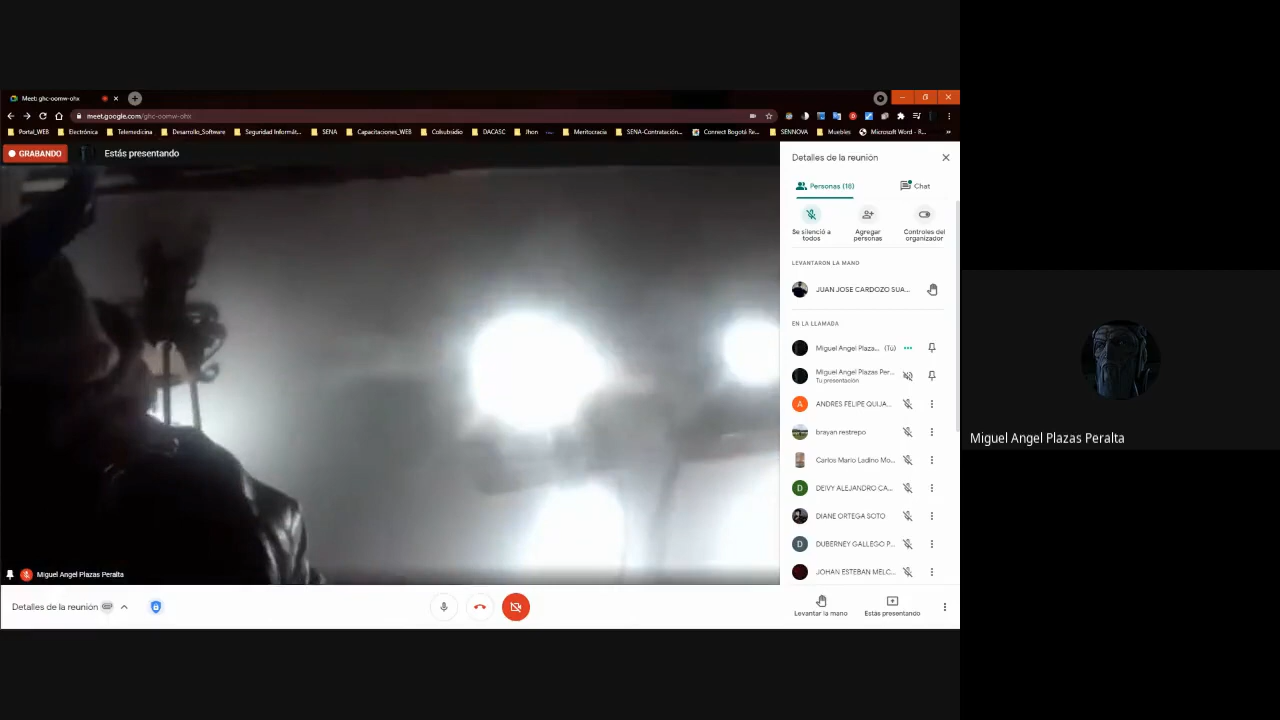 Meet: ghc-oomw-ohx
meet.google.com/ghc-oomw-ohx
Portal_WEB
Electrónica
Telemedicina
Desarrollo_Software
Seguridad Informát...
SENA
Capacitaciones_WEB
Colsubsidio
DACASC
Jhon
Meritocracia
SENA-Contratación...
Connect Bogotá Re...
SENNOVA
Muebles
Microsoft Word - R...
»
GRABANDO
Estás presentando
Detalles de la reunión
Personas (18)
Chat
Se silenció a
todos
Agregar
personas
Controles del
organizador
LEVANTARON LA MANO
JUAN JOSE CARDOZO SUA...
EN LA LLAMADA
Miguel Angel Plaza... (Tú)
Miguel Angel Plazas Per...
Tu presentación
A ANDRES FELIPE QUIJA...
brayan restrepo
Carlos Mario Ladino Mo...
D DEIVY ALEJANDRO CA...
DIANE ORTEGA SOTO
D DUBERNEY GALLEGO P...
JOHAN ESTEBAN MELC...
Miguel Angel Plazas Peralta
Detalles de la reunión
Levantar la mano
Estás presentando
Miguel Angel Plazas Peralta